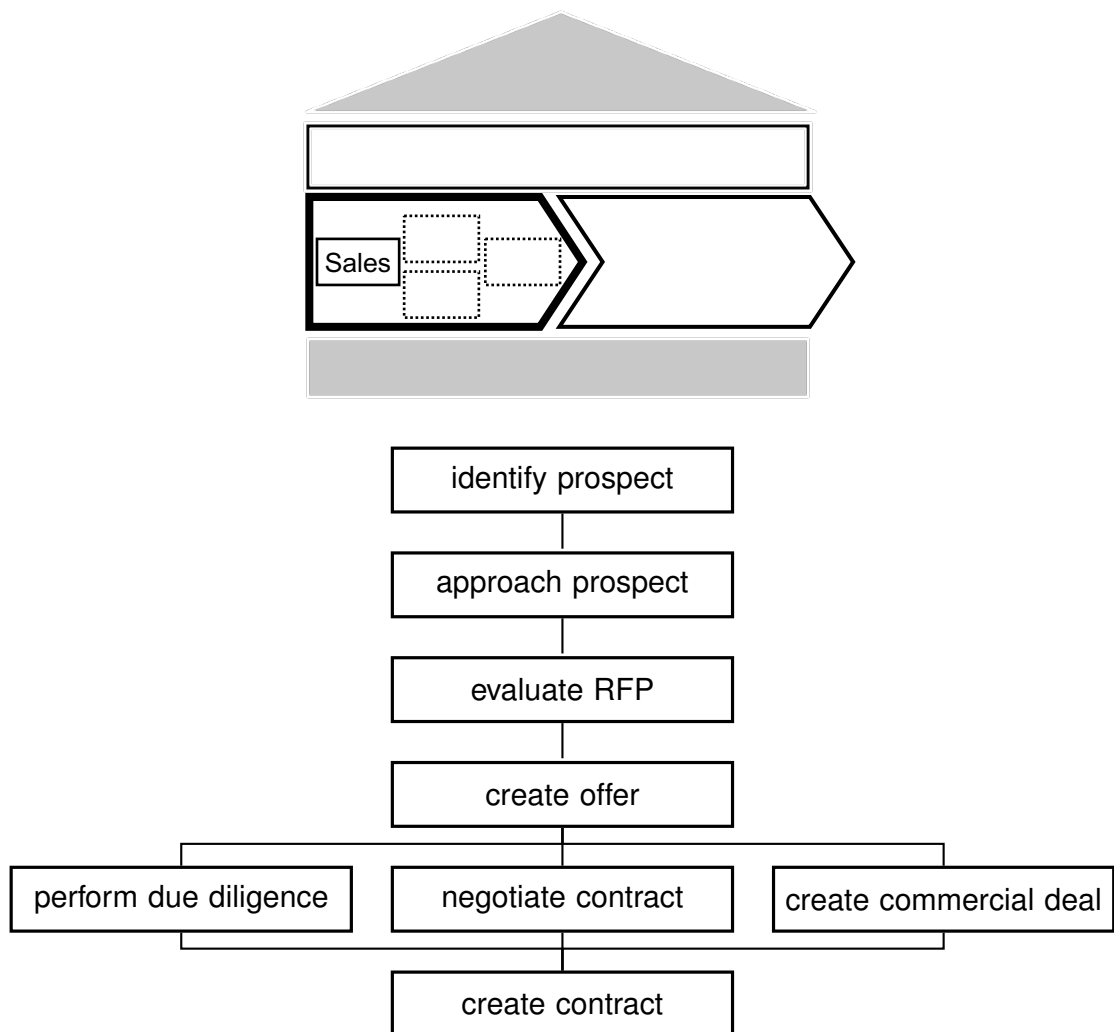 Sales
identify prospect
approach prospect
evaluate RFP
create offer
perform due diligence
negotiate contract
create commercial deal
create contract